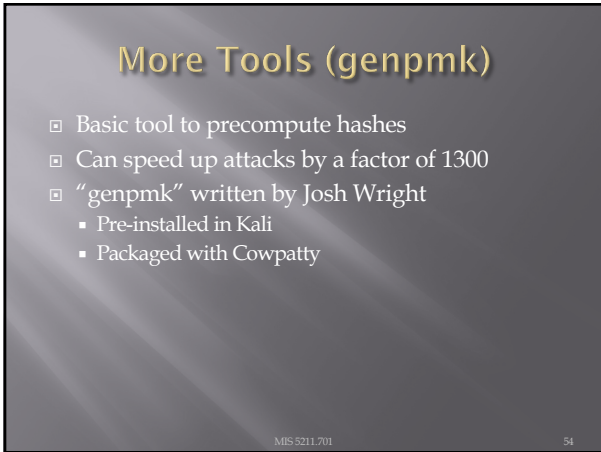 More Tools (genpmk)
Basic tool to precompute hashes
Can speed up attacks by a factor of 1300
“genpmk” written by Josh Wright
Pre-installed in Kali
Packaged with Cowpatty
MIS 5211.701
54